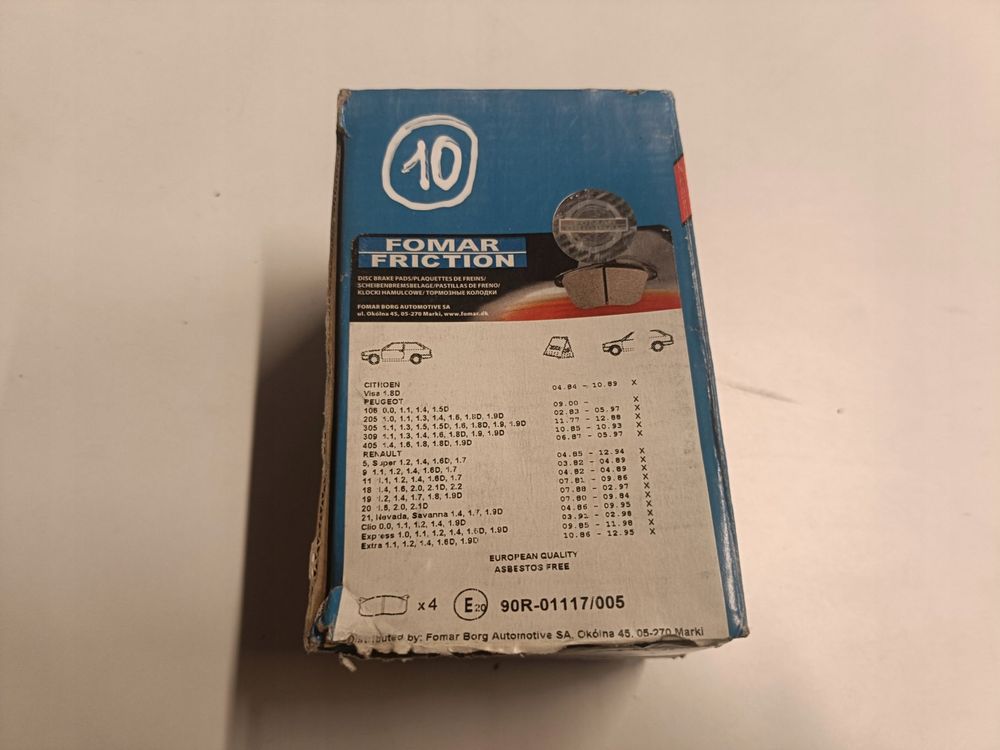 10
FOMAR
FRICTION
DISC BRAKE PADS/PLAQUETTES DE FREINS/
SCHEIBENBREMSBELAGE/PASTILLAS DE FRENO/
KLOCKI HAMULCOWE/ ТОРМОЗНЫЕ КОЛОДКИ
FOMAR BORG AUTOMOTIVE SA
ul. Okólna 45, 05-270 Marki, www.fomar.dk
CITROEN
Visa 1.8D 04.84 - 10.89 X
PEUGEOT
106 0.0, 1.1, 1.4, 1.5D 09.00 - X
205 1.0, 1.1, 1.3, 1.4, 1.6, 1.8D, 1.9D 02.83 - 05.97 X
305 1.1, 1.3, 1.5, 1.5D, 1.6, 1.8D, 1.9, 1.9D 11.77 - 12.88 X
309 1.1, 1.3, 1.4, 1.6, 1.8D, 1.9, 1.9D 10.85 - 10.93 X
405 1.4, 1.6, 1.8, 1.8D, 1.9D 06.87 - 05.97 X
RENAULT
5, Super 1.2, 1.4, 1.6D, 1.7 04.85 - 12.94 X
9 1.1, 1.2, 1.4, 1.6D, 1.7 03.82 - 04.89 X
11 1.1, 1.2, 1.4, 1.6D, 1.7 04.82 - 04.89 X
18 1.4, 1.6, 2.0, 2.1D, 2.2 07.81 - 09.86 X
19 1.2, 1.4, 1.7, 1.8, 1.9D 07.88 - 02.97 X
20 1.6, 2.0, 2.1D 07.80 - 09.84 X
21, Nevada, Savanna 1.4, 1.7, 1.9D 04.86 - 09.95 X
Clio 0.0, 1.1, 1.2, 1.4, 1.9D 03.91 - 02.98 X
Express 1.0, 1.1, 1.2, 1.4, 1.6D, 1.9D 09.85 - 11.98 X
Extra 1.1, 1.2, 1.4, 1.6D, 1.9D 10.86 - 12.95 X
EUROPEAN QUALITY
ASBESTOS FREE
x4 E20 90R-01117/005
Distributed by: Fomar Borg Automotive SA, Okólna 45, 05-270 Marki